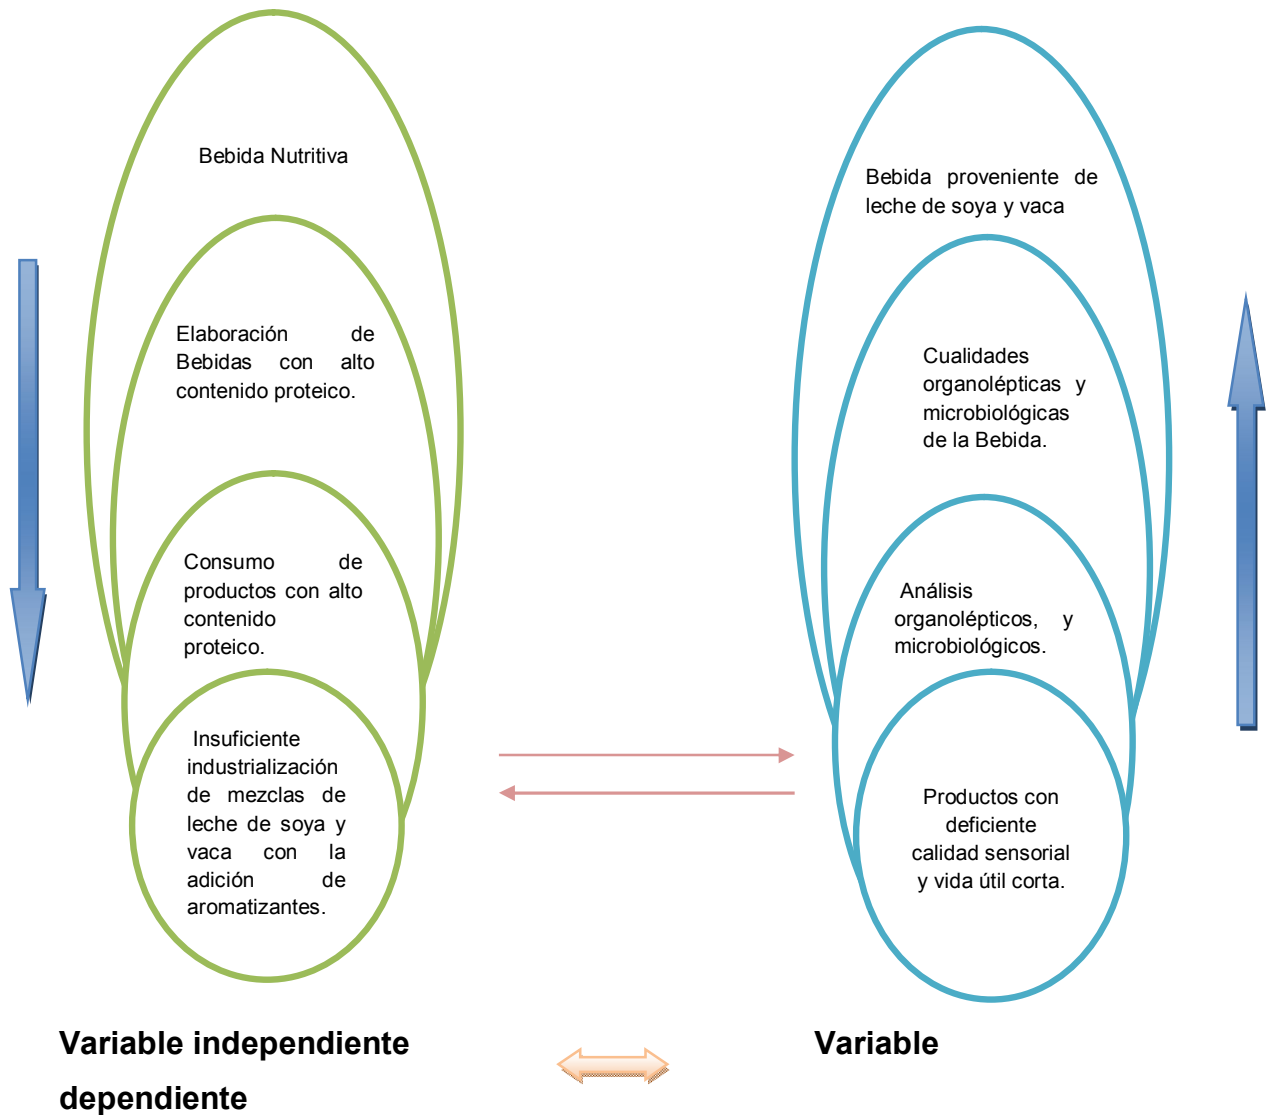 Bebida Nutritiva
Elaboración de
Bebidas con alto
contenido proteico.
Consumo de
productos con alto
contenido
proteico.
Insuficiente
industrialización
de mezclas de
leche de soya y
vaca con la
adición de
aromatizantes.
Bebida proveniente de
leche de soya y vaca
Cualidades
organolépticas y
microbiológicas
de la Bebida.
Análisis
organolépticos, y
microbiológicos.
Productos con
deficiente
calidad sensorial
y vida útil corta.
Variable independiente Variable
dependiente